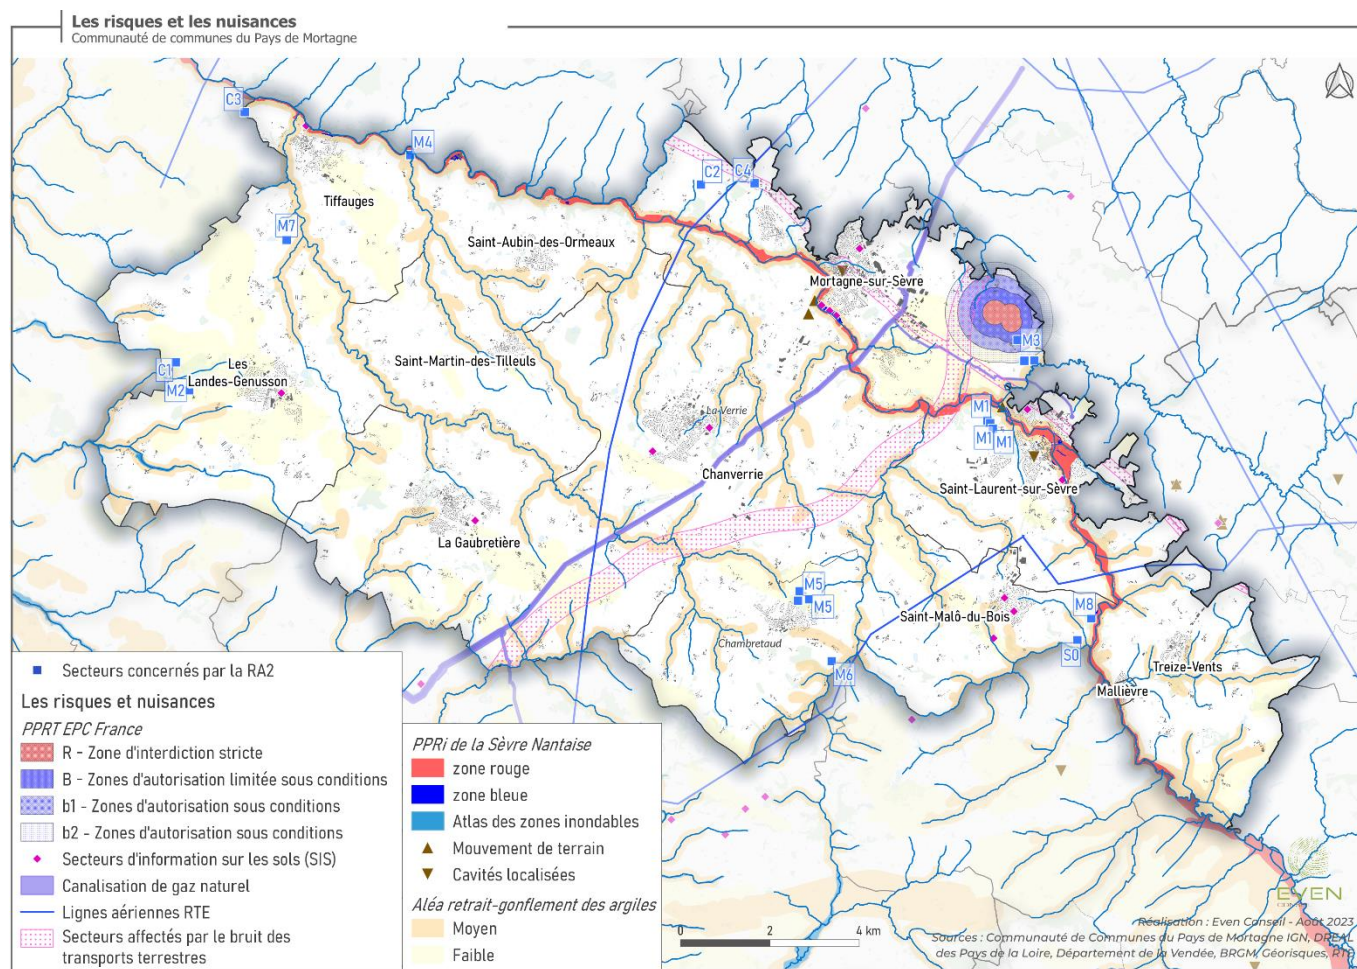 Les risques et les nuisances
Communauté de communes du Pays de Mortagne
C3
M4
C2
C4
Tiffauges
M7
Saint-Aubin-des-Ormeaux
Mortagne-sur-Sèvre
M3
Les
Landes-Genusson
C1
M2
Saint-Martin-des-Tilleuls
La Verrie
M1
M1
M1
Chanverrie
Saint-Laurent-sur-Sèvre
La Gaubretière
M5
M5
Saint-Malô-du-Bois
M8
Chambretaud
S0
M6
Treize-Vents
Mallièvre
Secteurs concernés par la RA2
Les risques et nuisances
PPRT EPC France
R - Zone d'interdiction stricte
B - Zones d'autorisation limitée sous conditions
b1 - Zones d'autorisation sous conditions
b2 - Zones d'autorisation sous conditions
Secteurs d'information sur les sols (SIS)
Canalisation de gaz naturel
Lignes aériennes RTE
Secteurs affectés par le bruit des
transports terrestres
PPRi de la Sèvre Nantaise
zone rouge
zone bleue
Atlas des zones inondables
Mouvement de terrain
Cavités localisées
Aléa retrait-gonflement des argiles
Moyen
Faible
0 2 4 km
EVEN
Réalisation : Even Conseil - Août 2023
Sources : Communauté de Communes du Pays de Mortagne IGN, DREAL
des Pays de la Loire, Département de la Vendée, BRGM, Géorisques, RTE